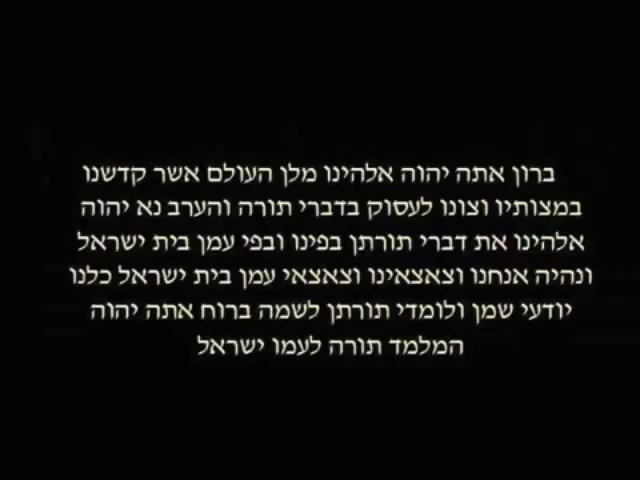 ברון אתה יהוה אלהינו מלן העולם אשר קדשנו
במצותיו וצונו לעסוק בדברי תורה והערב נא יהוה
אלהינו את דברי תורתן בפינו ובפי עמן בית ישראל
ונהיה אנחנו וצאצאינו וצאצאי עמן בית ישראל כלנו
יודעי שמן ולומדי תורתן לשמה ברוח אתה יהוה
המלמד תורה לעמו ישראל